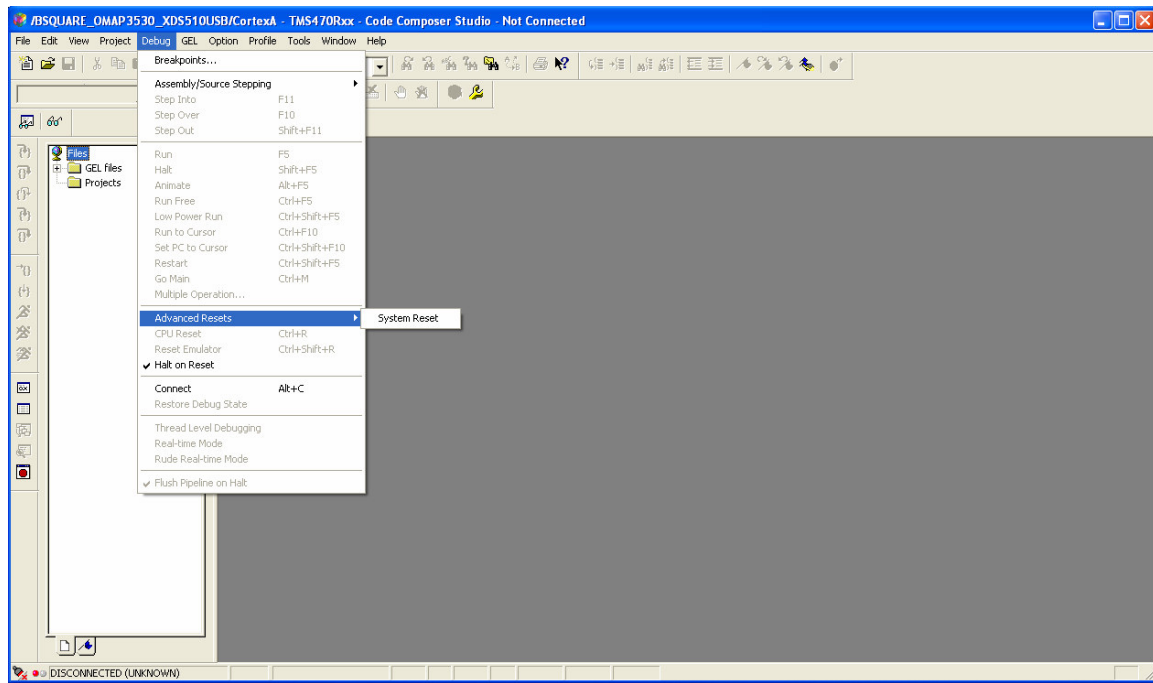 /BSQUARE_OMAP3530_XDS510USB/CortexA - TMS470Rxx - Code Composer Studio - Not Connected
File Edit View Project Debug GEL Option Profile Tools Window Help
Breakpoints...
Assembly/Source Stepping
Step Into F11
Step Over F10
Step Out Shift+F11
Files
GEL files
Projects
Run F5
Halt Shift+F5
Animate Alt+F5
Run Free Ctrl+F5
Low Power Run Ctrl+Shift+F5
Run to Cursor Ctrl+F10
Set PC to Cursor Ctrl+Shift+F10
Restart Ctrl+Shift+F5
Go Main Ctrl+M
Multiple Operation...
Advanced Resets System Reset
CPU Reset Ctrl+R
Reset Emulator Ctrl+Shift+R
Halt on Reset
Connect Alt+C
Restore Debug State
Thread Level Debugging
Real-time Mode
Rude Real-time Mode
Flush Pipeline on Halt
DISCONNECTED (UNKNOWN)